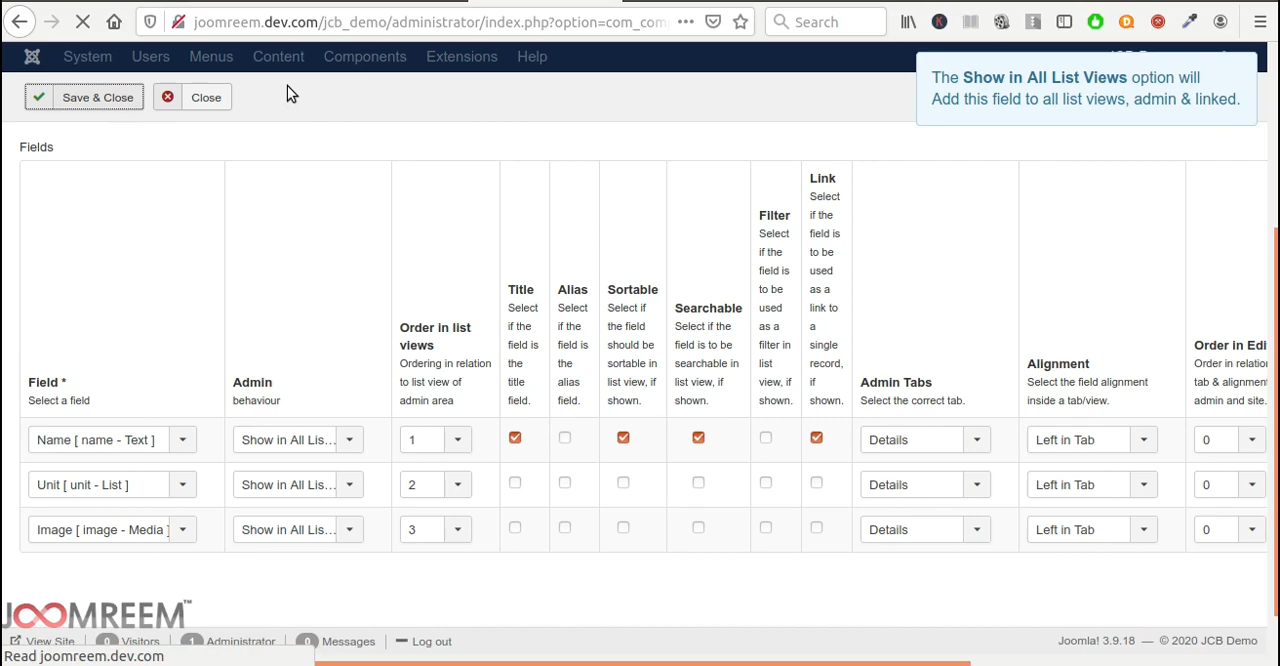 joomreem.dev.com/jcb_demo/administrator/index.php?option=com_com
Search
System Users Menus Content Components Extensions Help
The Show in All List Views option will
Add this field to all list views, admin & linked.
Save & Close Close
Fields
Field *
Select a field
Admin
behaviour
Order in list
views
Ordering in relation
to list view of
admin area
Title
Select
if the
field is
the
title
field.
Alias
Select
if the
field is
the
alias
field.
Sortable
Select if
the field
should be
sortable in
list view, if
shown.
Searchable
Select if the
field is to be
searchable in
list view, if
shown.
Filter
Select
if the
field is
to be
used
as a
filter in
list
view, if
shown.
Link
Select
if the
field is
to be
used
as a
link to
a
single
record,
if
shown.
Admin Tabs
Select the correct tab.
Alignment
Select the field alignment
inside a tab/view.
Order in Edi
Order in relatio
tab & alignment
admin and site.
Name [ name - Text ] Show in All Lis... 1 Details Left in Tab 0
Unit [ unit - List ] Show in All Lis... 2 Details Left in Tab 0
Image [ image - Media ] Show in All Lis... 3 Details Left in Tab 0
JOOMREEM™
View Site 0 Visitors 1 Administrator 0 Messages Log out
Joomla! 3.9.18 — © 2020 JCB Demo
Read joomreem.dev.com